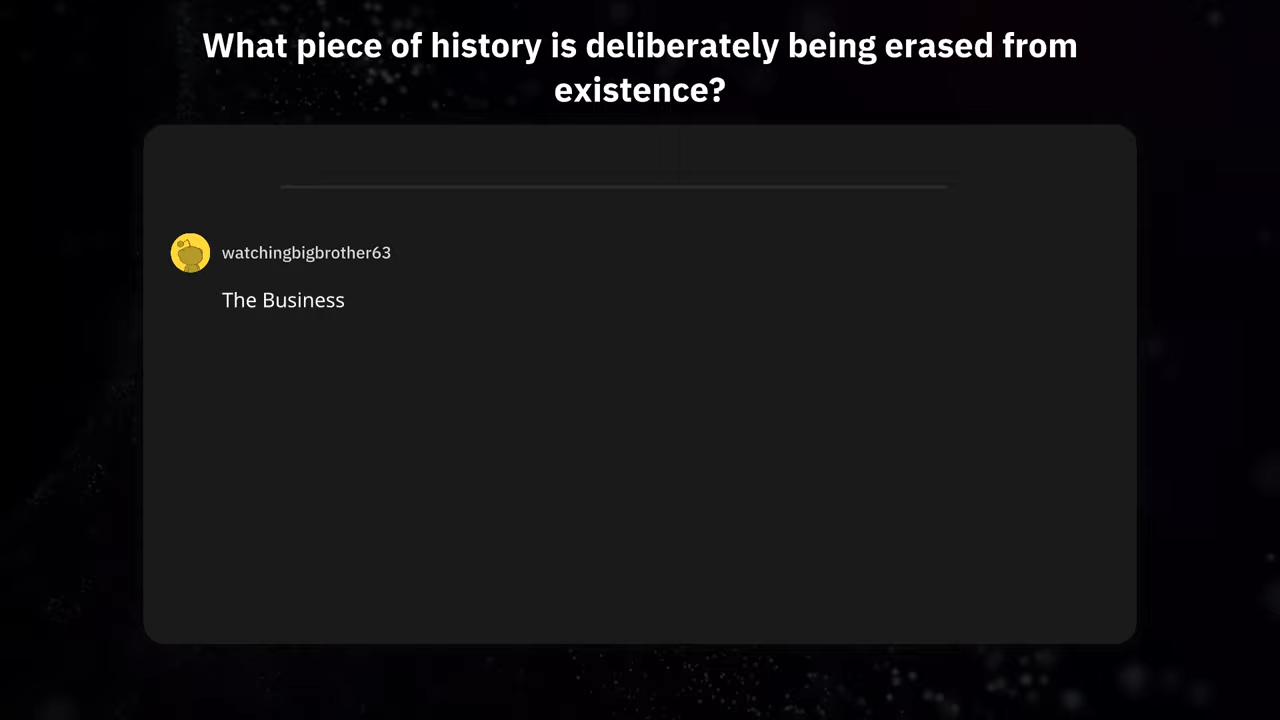 What piece of history is deliberately being erased from
existence?
watchingbigbrother63
The Business